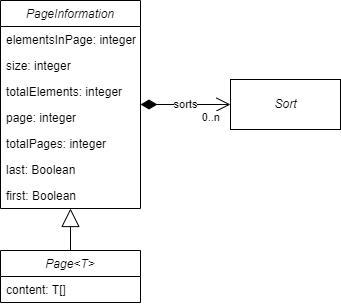 PageInformation
elementsInPage: integer
size: integer
totalElements: integer
page: integer
totalPages: integer
last: Boolean
first: Boolean
sorts
0..n
Sort
Page<T>
content: T[]